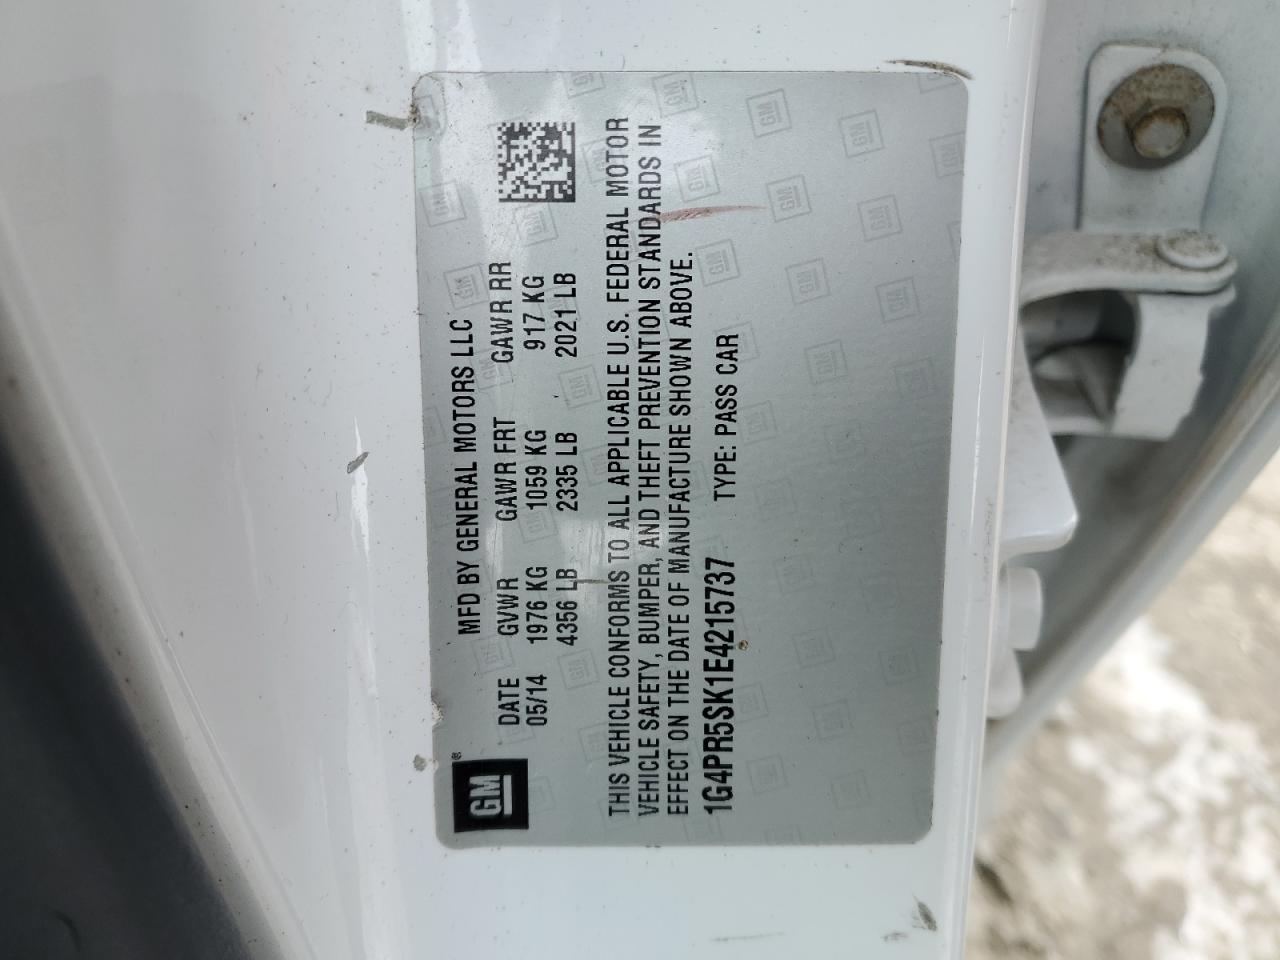 GM®
MFD BY GENERAL MOTORS LLC
DATE GVWR GAWR FRT GAWR RR
05/14 1976 KG 1059 KG 917 KG
4356 LB 2335 LB 2021 LB
THIS VEHICLE CONFORMS TO ALL APPLICABLE U.S. FEDERAL MOTOR
VEHICLE SAFETY, BUMPER, AND THEFT PREVENTION STANDARDS IN
EFFECT ON THE DATE OF MANUFACTURE SHOWN ABOVE.
1G4PR5SK1E4215737 TYPE: PASS CAR